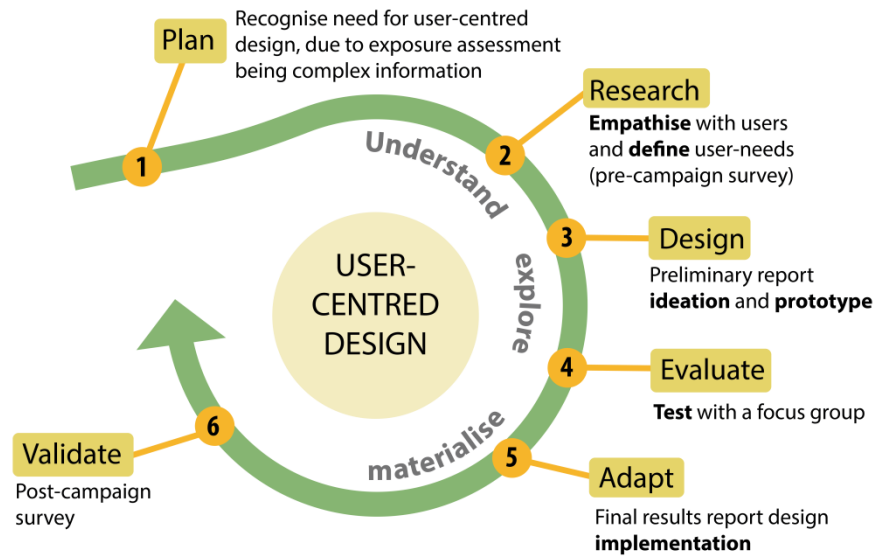 Plan
Recognise need for user-centred
design, due to exposure assessment
being complex information
1
Research
Empathise with users
and define user-needs
(pre-campaign survey)
2
Understand
3
Design
Preliminary report
ideation and prototype
explore
USER-
CENTRED
DESIGN
4
Evaluate
Test with a focus group
materialise
5
Adapt
Final results report design
implementation
6
Validate
Post-campaign
survey